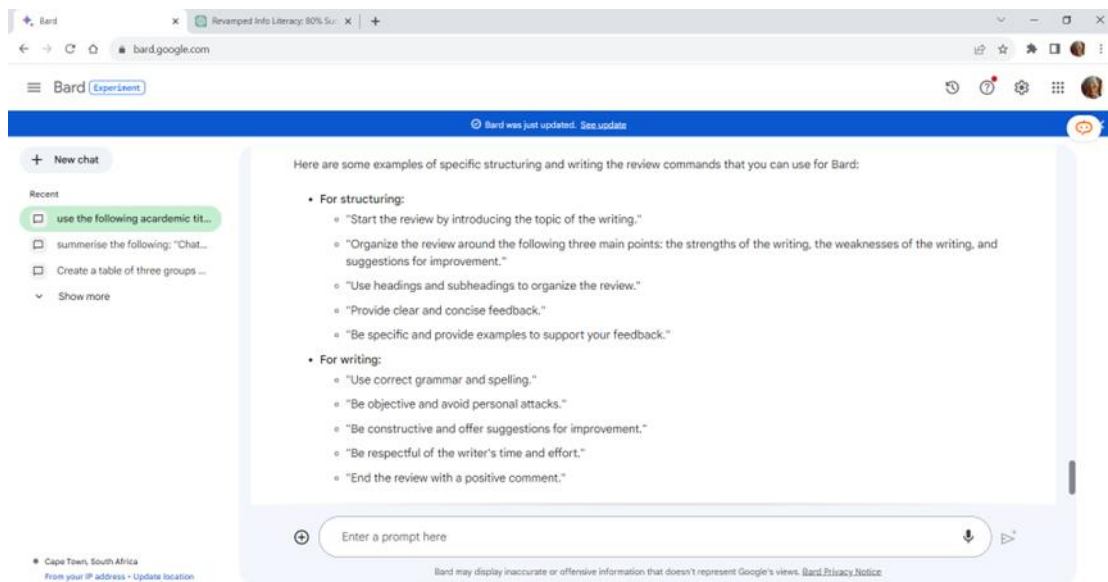 Bard
Revamped Info Literacy: 80% Su
bard.google.com
Bard Experiment
Bard was just updated. See update
New chat
Recent
use the following acardemic tit...
summerise the following: "Chat...
Create a table of three groups ...
Show more
Here are some examples of specific structuring and writing the review commands that you can use for Bard:
• For structuring:
"Start the review by introducing the topic of the writing."
"Organize the review around the following three main points: the strengths of the writing, the weaknesses of the writing, and
suggestions for improvement."
"Use headings and subheadings to organize the review."
"Provide clear and concise feedback."
"Be specific and provide examples to support your feedback."
• For writing:
"Use correct grammar and spelling."
"Be objective and avoid personal attacks."
"Be constructive and offer suggestions for improvement."
"Be respectful of the writer's time and effort."
"End the review with a positive comment."
Enter a prompt here
Cape Town, South Africa
From your IP address • Update location
Bard may display inaccurate or offensive information that doesn't represent Google's views. Bard Privacy Notice